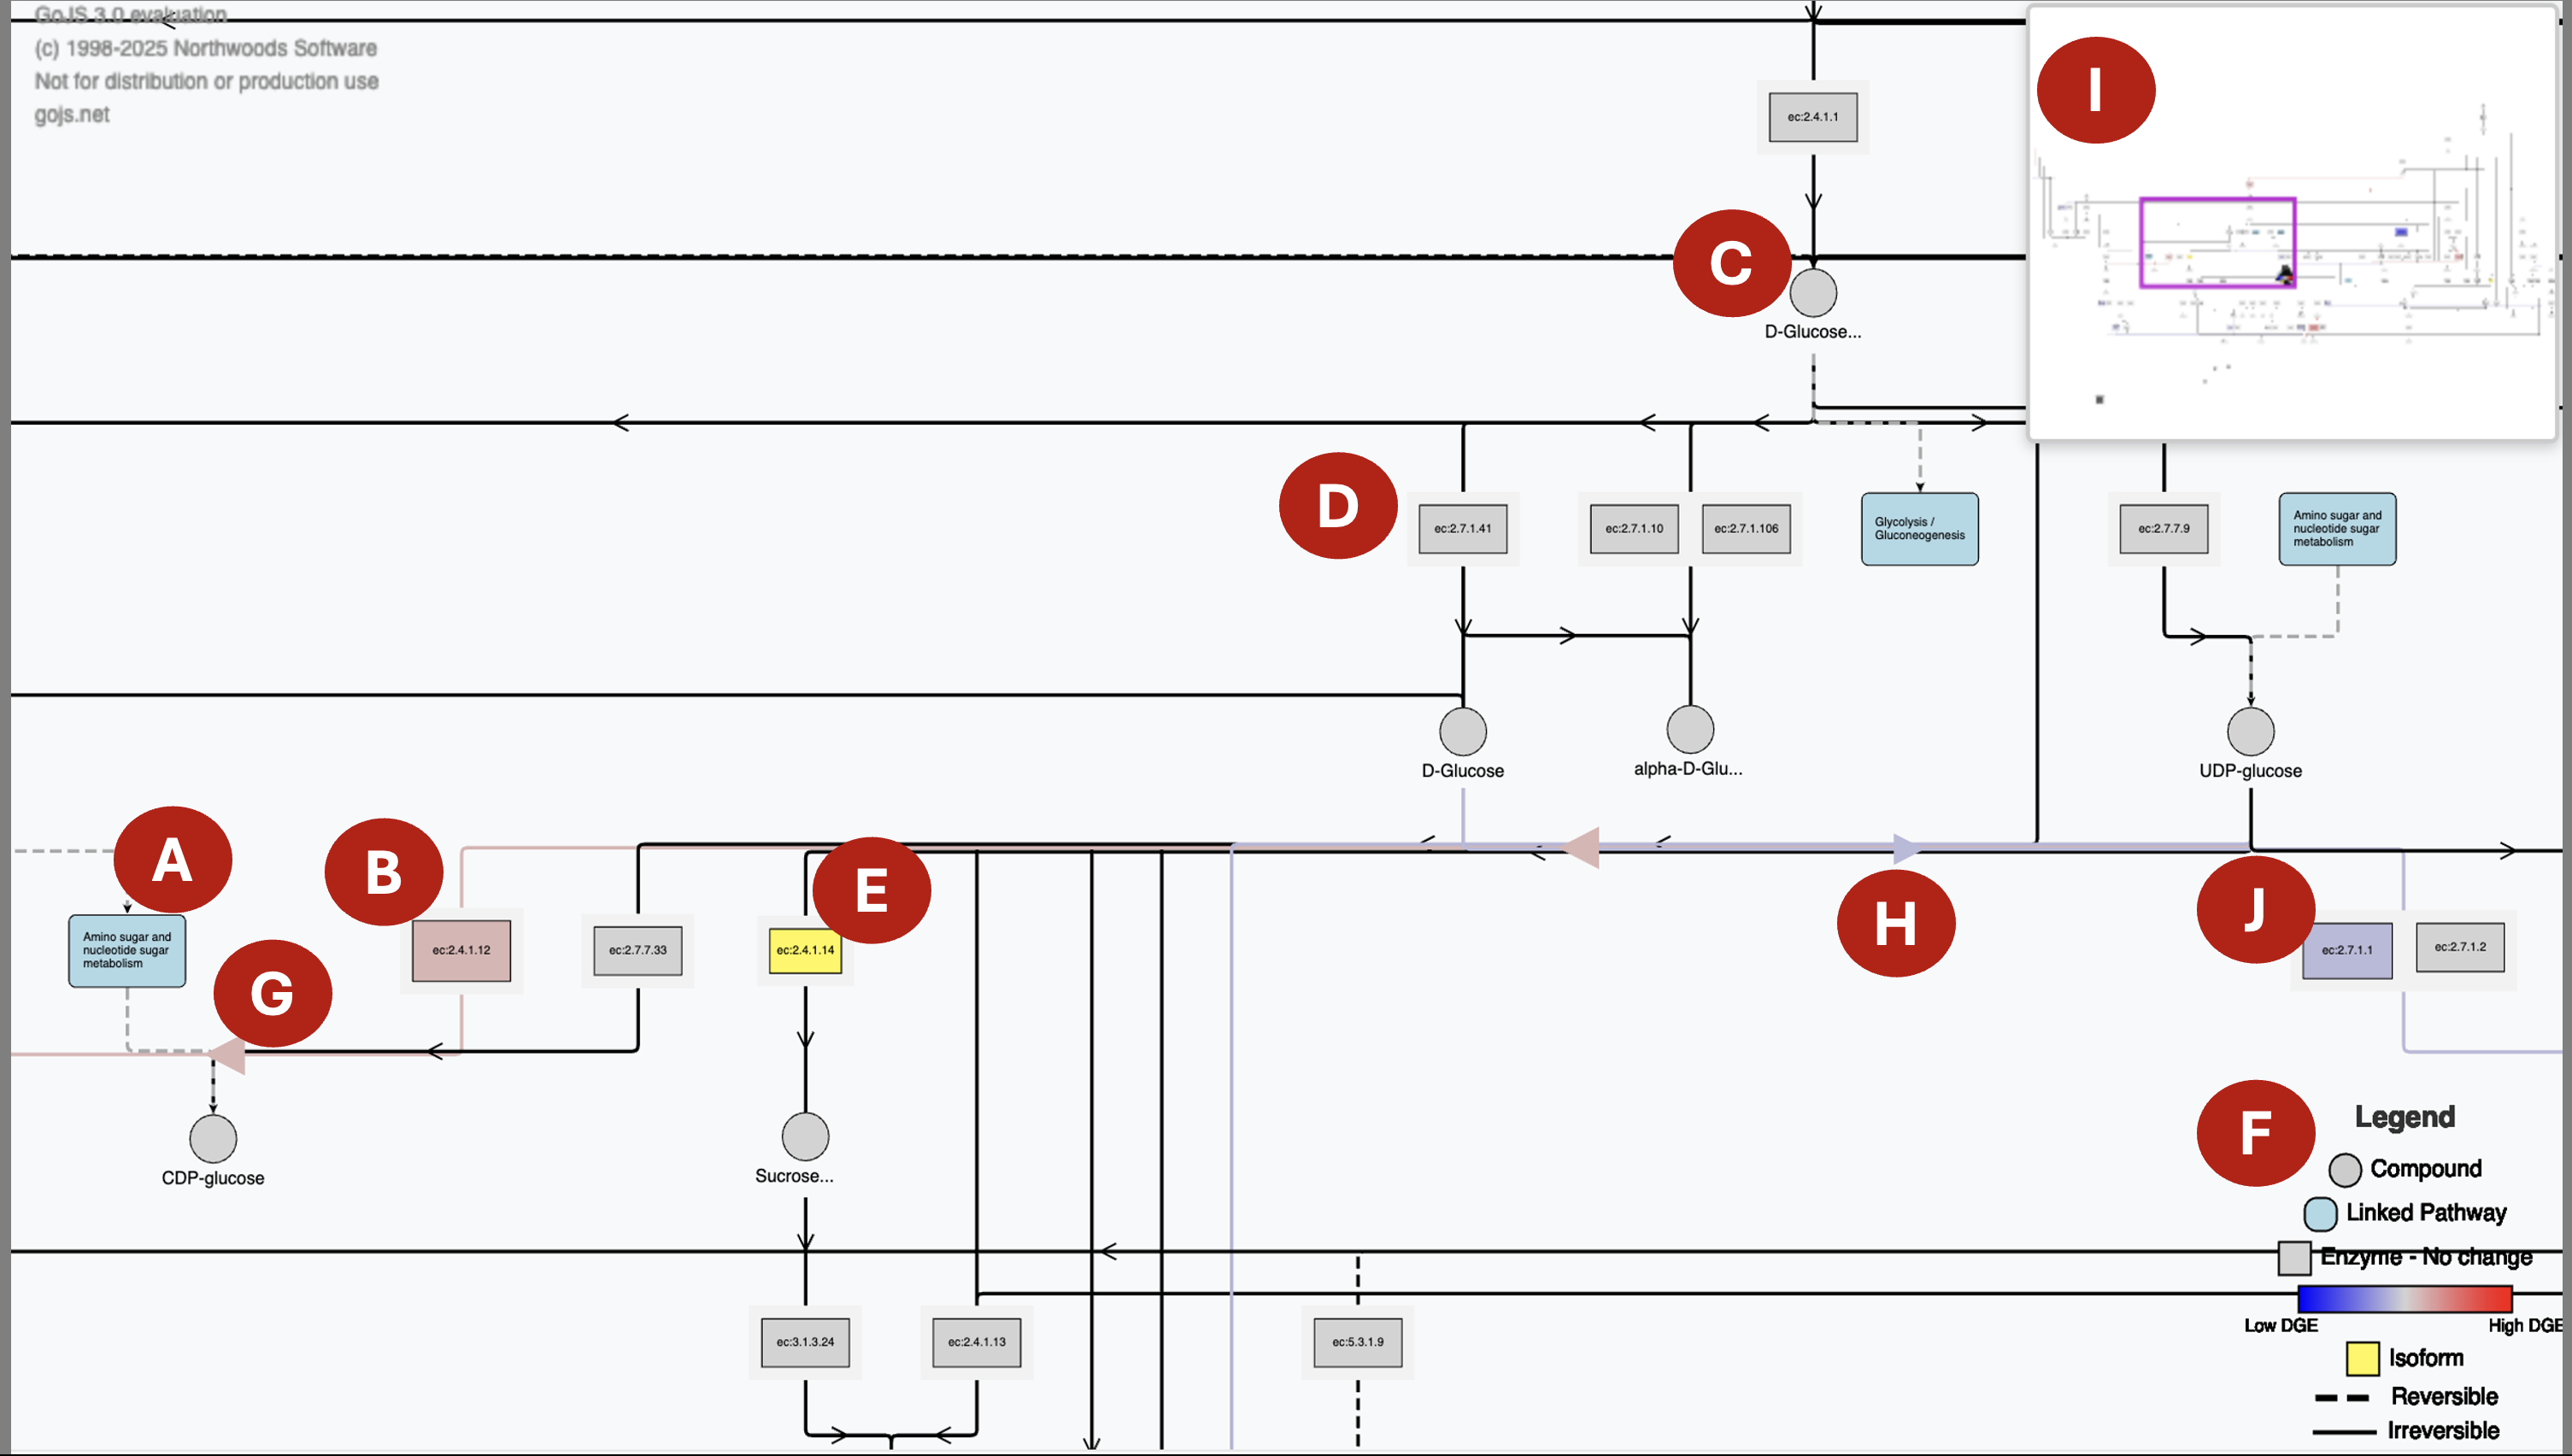 GoJS 3.0 evaluation
(c) 1998-2025 Northwoods Software
Not for distribution or production use
gojs.net
I
ec:2.4.1.1
C
D-Glucose...
D
ec:2.7.1.41
ec:2.7.1.10
ec:2.7.1.106
Glycolysis /
Gluconeogenesis
ec:2.7.7.9
Amino sugar and
nucleotide sugar
metabolism
D-Glucose
alpha-D-Glu...
UDP-glucose
A
B
E
H
J
Amino sugar and
nucleotide sugar
metabolism
G
ec:2.4.1.12
ec:2.7.7.33
ec:2.4.1.14
ec:2.7.1.1
ec:2.7.1.2
CDP-glucose
Sucrose...
F
Legend
Compound
Linked Pathway
Enzyme - No change
Low DGE
High DGE
Isoform
Reversible
Irreversible
ec:3.1.3.24
ec:2.4.1.13
ec:5.3.1.9